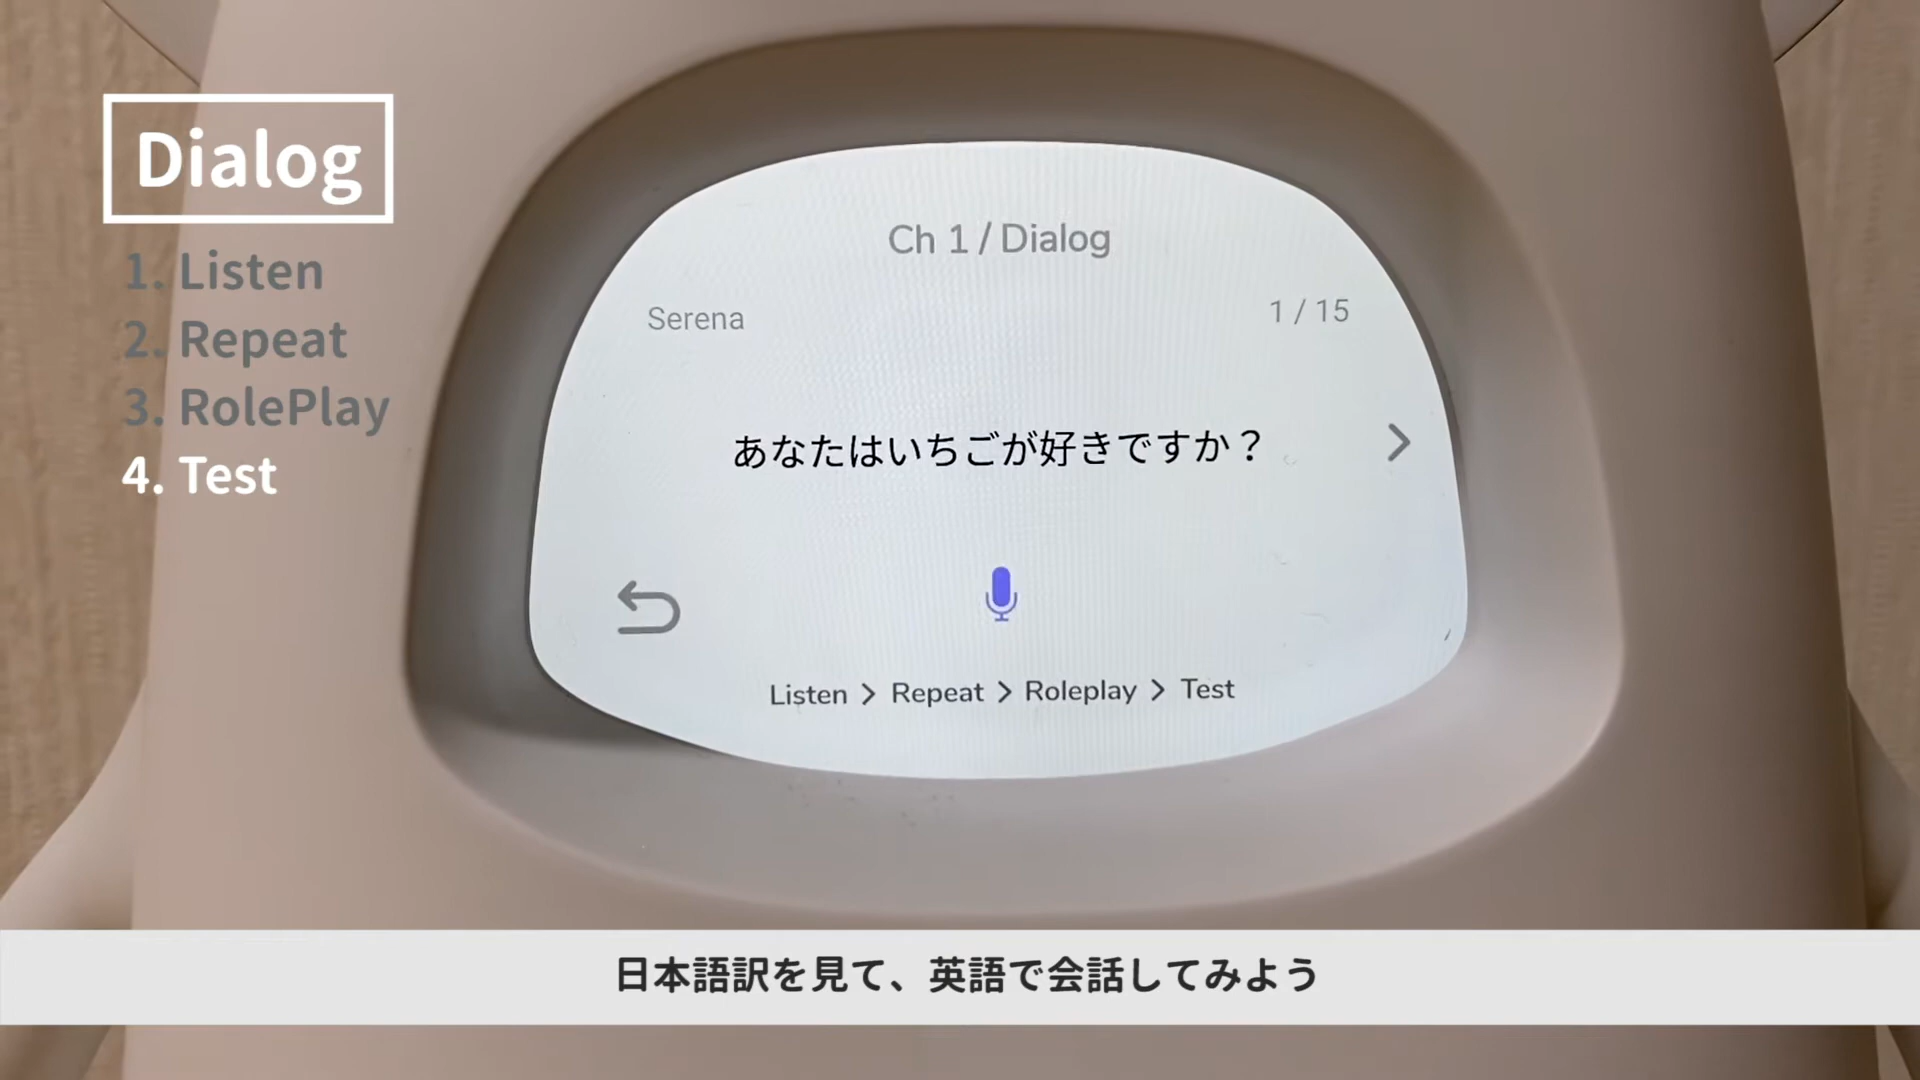 Dialog
1. Listen
2. Repeat
3. RolePlay
4. Test
Ch 1 / Dialog
Serena
1 / 15
あなたはいちごが好きですか？
Listen > Repeat > Roleplay > Test
日本語訳を見て、英語で会話してみよう